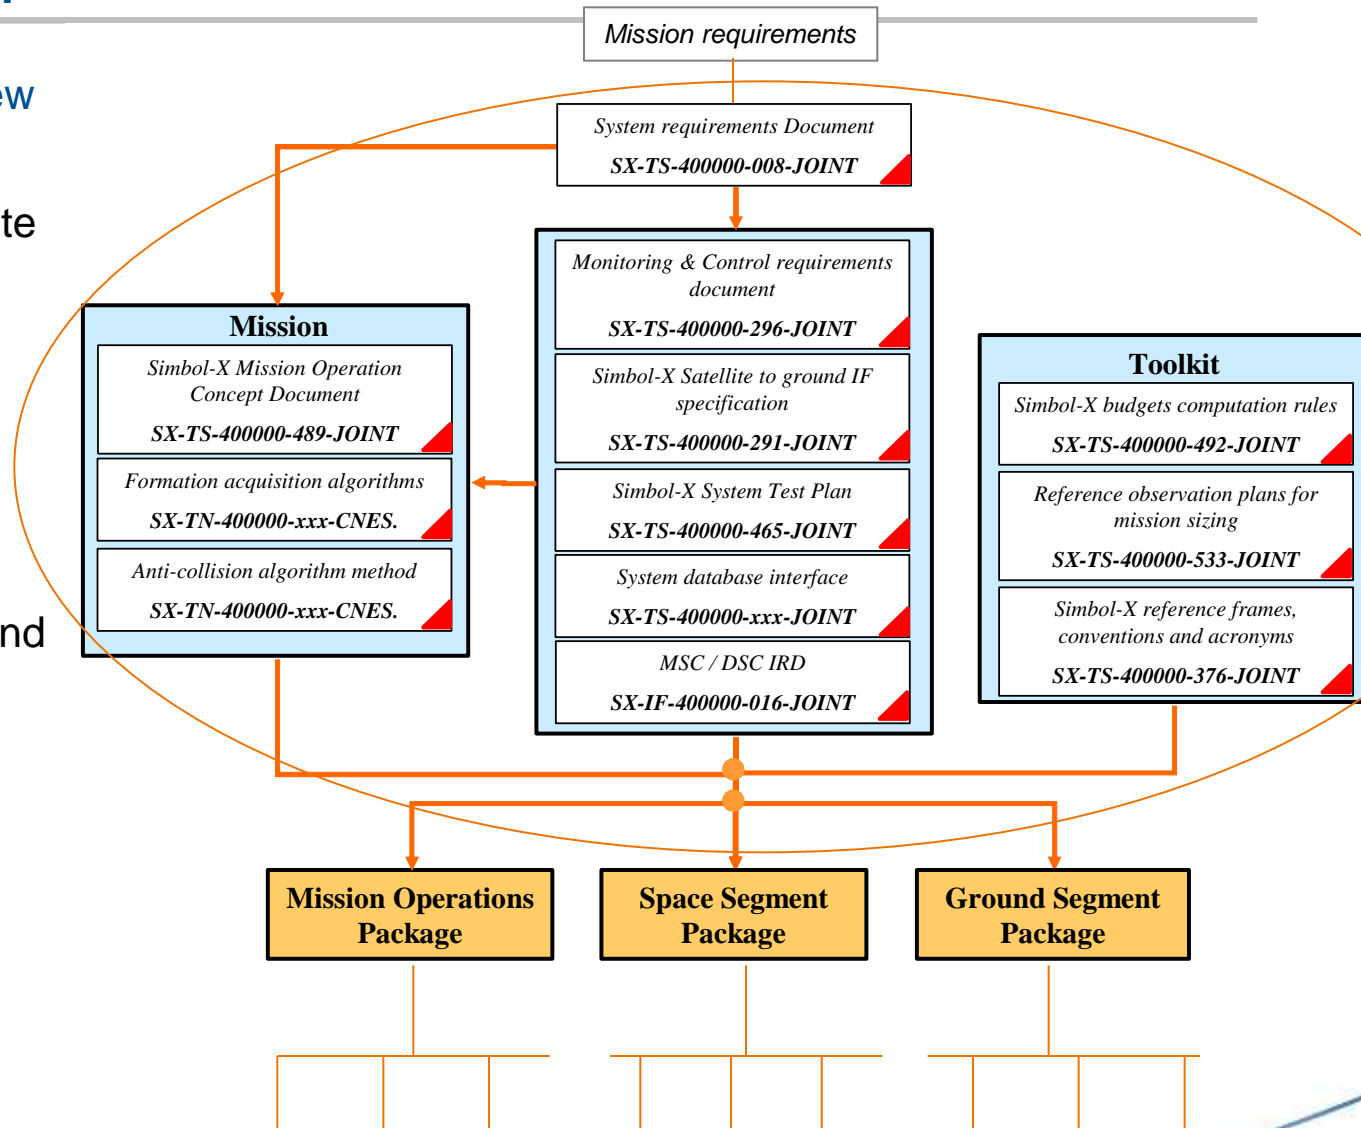 Mission requirements
ew
System requirements Document
SX-TS-400000-008-JOINT
te
Monitoring & Control requirements
document
SX-TS-400000-296-JOINT
Simbol-X Satellite to ground IF
specification
SX-TS-400000-291-JOINT
Simbol-X System Test Plan
SX-TS-400000-465-JOINT
System database interface
SX-TS-400000-xxx-JOINT
MSC / DSC IRD
SX-IF-400000-016-JOINT
Mission
Simbol-X Mission Operation
Concept Document
SX-TS-400000-489-JOINT
Formation acquisition algorithms
SX-TN-400000-xxx-CNES.
Anti-collision algorithm method
SX-TN-400000-xxx-CNES.
nd
Toolkit
Simbol-X budgets computation rules
SX-TS-400000-492-JOINT
Reference observation plans for
mission sizing
SX-TS-400000-533-JOINT
Simbol-X reference frames,
conventions and acronyms
SX-TS-400000-376-JOINT
Mission Operations
Package
Space Segment
Package
Ground Segment
Package